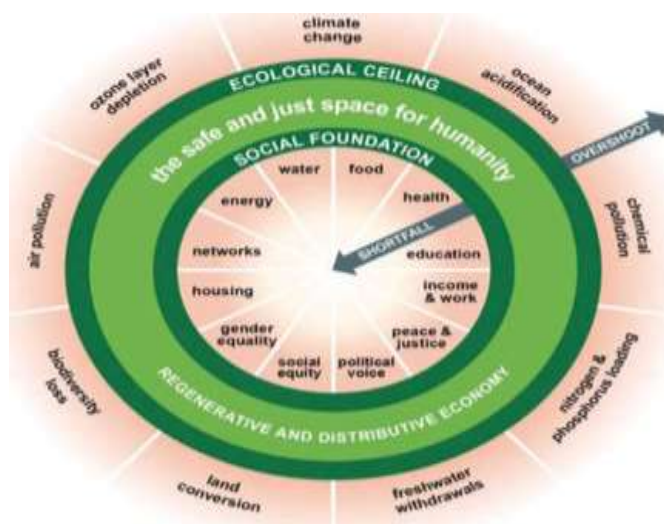 climate
change
ocean
acidification
chemical
pollution
nitrogen &
phosphorus loading
freshwater
withdrawals
land
conversion
biodiversity
loss
air pollution
ozone layer
depletion
OVERSHOOT
ECOLOGICAL CEILING
the safe and just space for humanity
SOCIAL FOUNDATION
water
food
health
SHORTFALL
education
income
& work
peace &
justice
political
voice
social
equity
gender
equality
housing
networks
energy
REGENERATIVE AND DISTRIBUTIVE ECONOMY